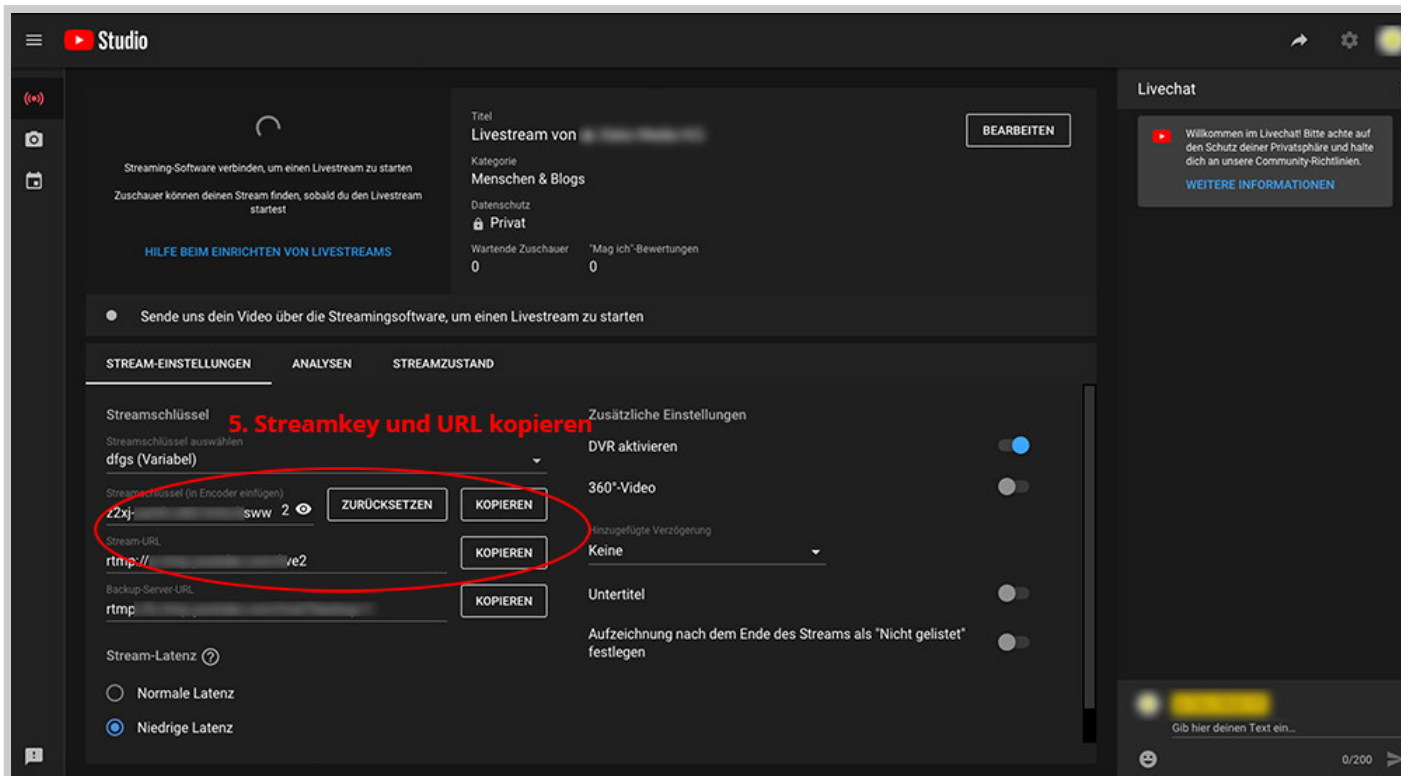 Studio
Streaming-Software verbinden, um einen Livestream zu starten
Zuschauer können deinen Stream finden, sobald du den Livestream
startest
HILFE BEIM EINRICHTEN VON LIVESTREAMS
Titel
Livestream von
BEARBEITEN
Kategorie
Menschen & Blogs
Datenschutz
Privat
Wartende Zuschauer "Mag ich"-Bewertungen
0 0
Sende uns dein Video über die Streamingsoftware, um einen Livestream zu starten
STREAM-EINSTELLUNGEN ANALYSEN STREAMZUSTAND
Streamschlüssel
5. Streamkey und URL kopieren
Streamschlüssel auswählen
dfgs (Variabel)
Streamschlüssel (in Encoder einfügen)
z2xj- sww 2 ZURÜCKSETZEN KOPIEREN
Stream-URL
rtmp:// ve2 KOPIEREN
Backup-Server-URL
rtmp KOPIEREN
Stream-Latenz
Normale Latenz
Niedrige Latenz
Zusätzliche Einstellungen
DVR aktivieren
360°-Video
Hinzugefügte Verzögerung
Keine
Untertitel
Aufzeichnung nach dem Ende des Streams als "Nicht gelistet"
festlegen
Livechat
Willkommen im Livechat! Bitte achte auf
den Schutz deiner Privatsphäre und halte
dich an unsere Community-Richtlinien.
WEITERE INFORMATIONEN
Gib hier deinen Text ein...
0/200